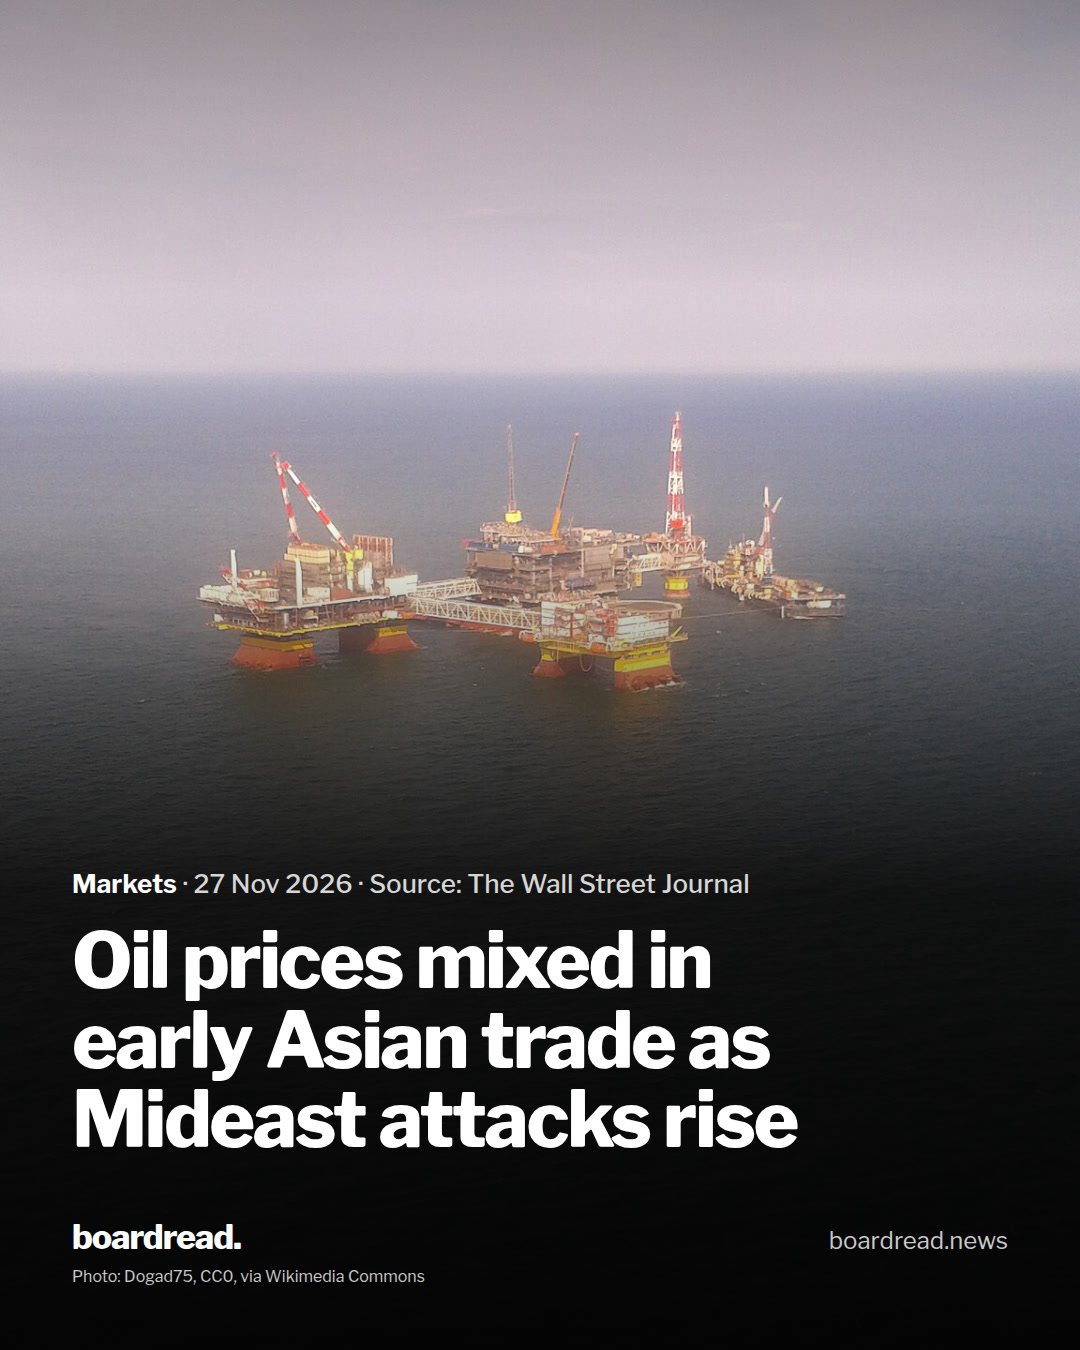 Markets · 27 Nov 2026 · Source: The Wall Street Journal
Oil prices mixed in
early Asian trade as
Mideast attacks rise
boardread.
boardread.news
Photo: Dogad75, CC0, via Wikimedia Commons